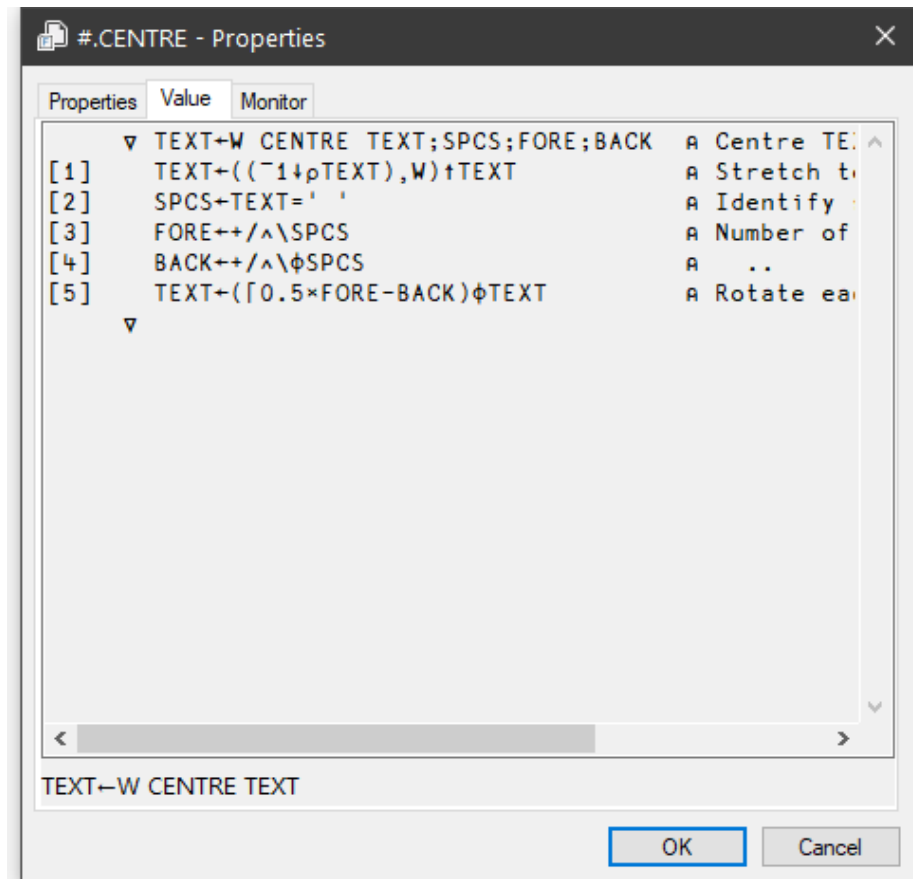 #.CENTRE - Properties
Properties Value Monitor
∇ TEXT←W CENTRE TEXT;SPCS;FORE;BACK ⍝ Centre
[1] TEXT←((¯1↓⍴TEXT),W)↑TEXT ⍝ Stretch
[2] SPCS←TEXT=' ' ⍝ Identify
[3] FORE←+/∧\SPCS ⍝ Number of
[4] BACK←+/∧\⌽SPCS ⍝ ..
[5] TEXT←(⌈0.5×FORE-BACK)⌽TEXT ⍝ Rotate
∇
TEXT←W CENTRE TEXT
OK Cancel